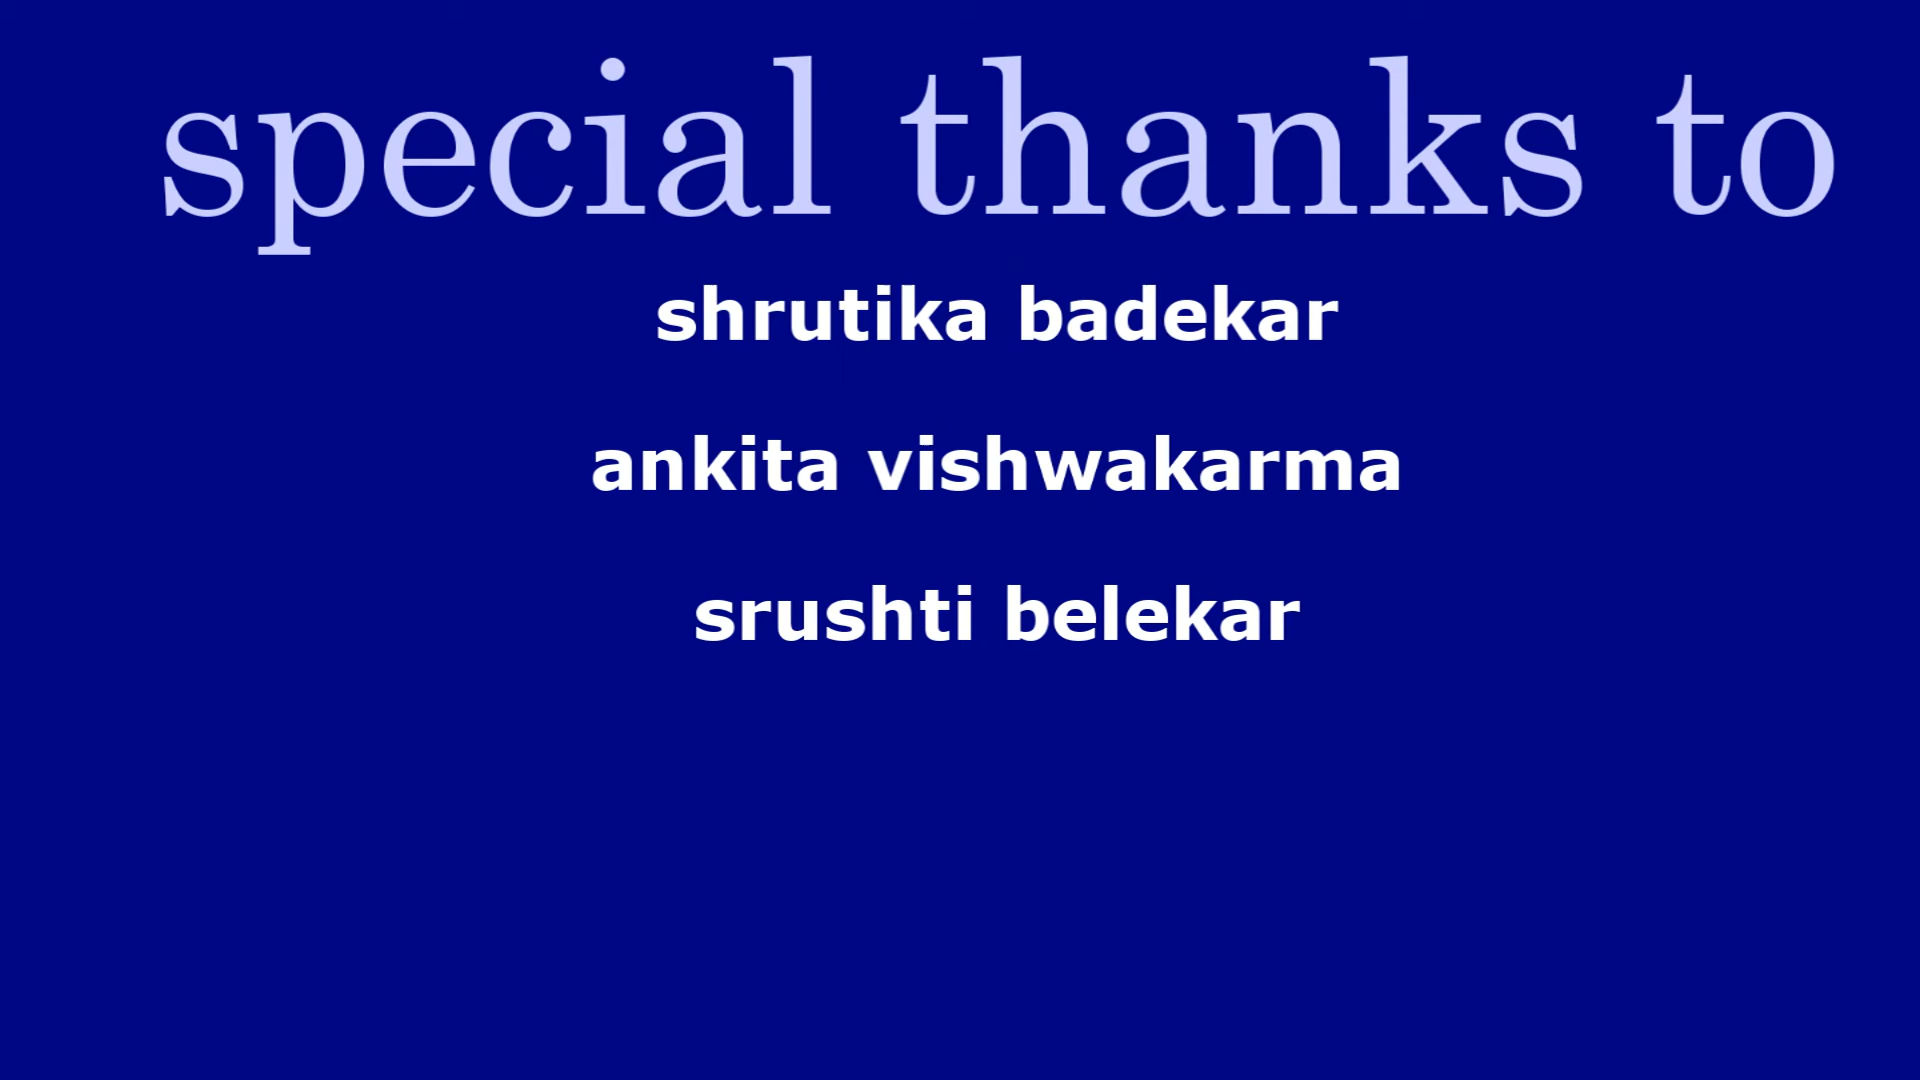 special thanks to
shrutika badekar
ankita vishwakarma
srushti belekar